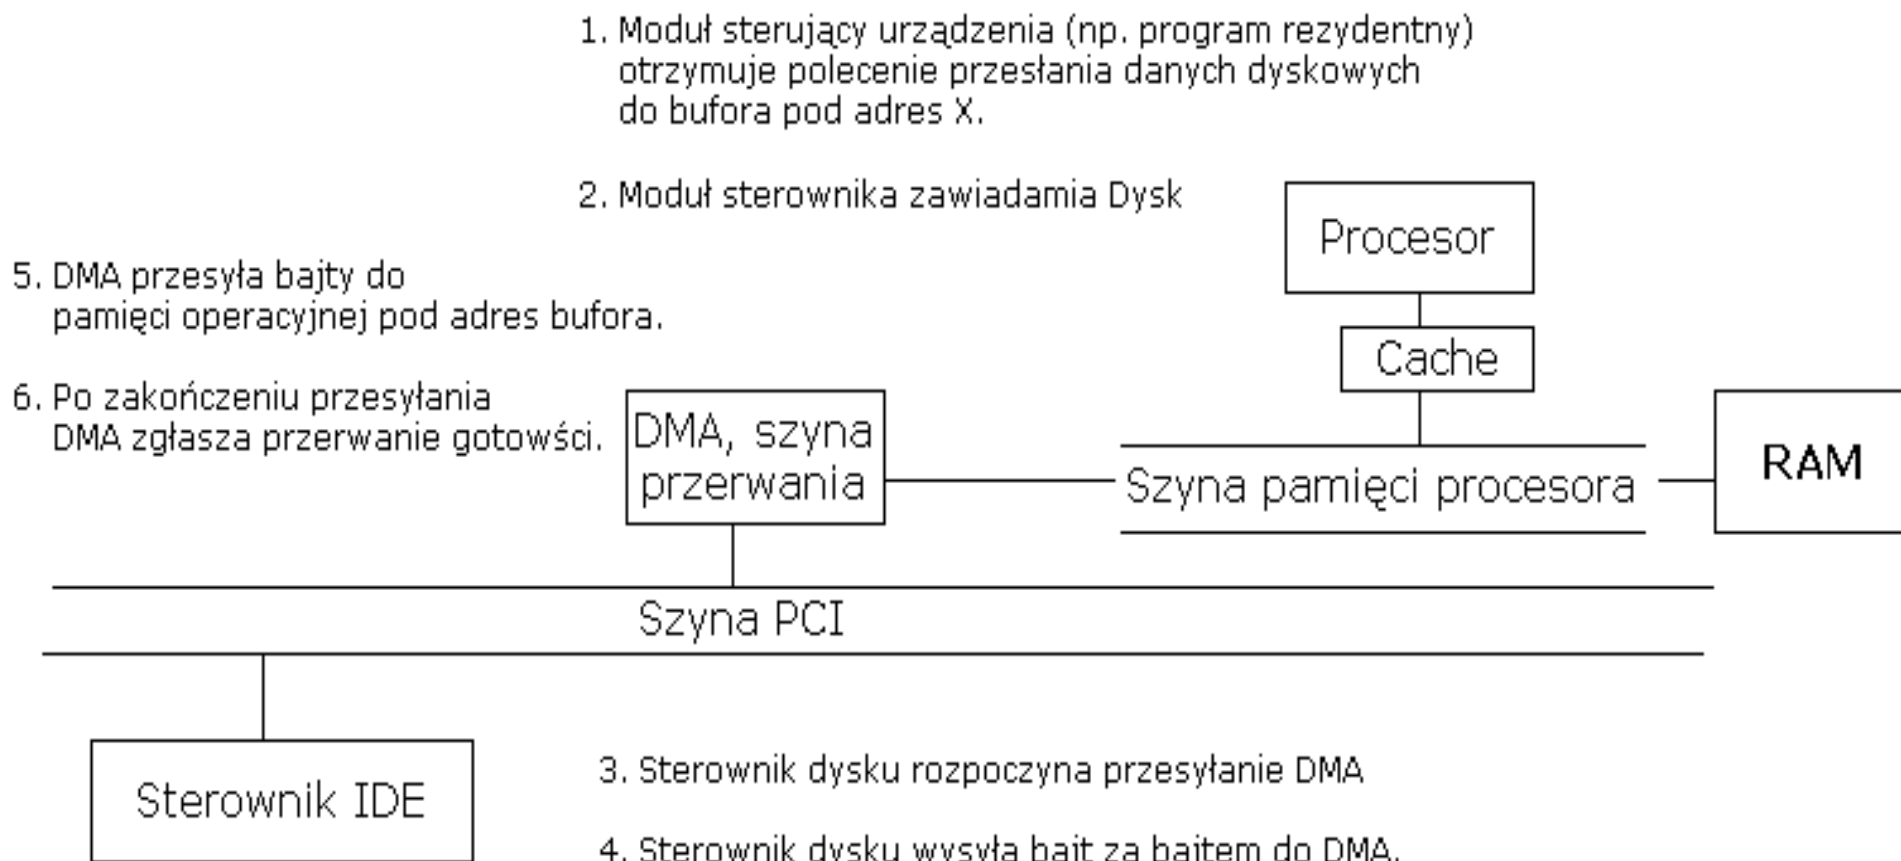 1. Moduł sterujący urządzenia (np. program rezydentny)
otrzymuje polecenie przesłania danych dyskowych
do bufora pod adres X.
2. Moduł sterownika zawiadamia Dysk
Procesor
5. DMA przesyła bajty do
pamięci operacyjnej pod adres bufora.
Cache
6. Po zakończeniu przesyłania
DMA zgłasza przerwanie gotowści.
DMA, szyna
przerwania
Szyna pamięci procesora
RAM
Szyna PCI
Sterownik IDE
3. Sterownik dysku rozpoczyna przesyłanie DMA
4. Sterownik dysku wysyła bajt za bajtem do DMA.